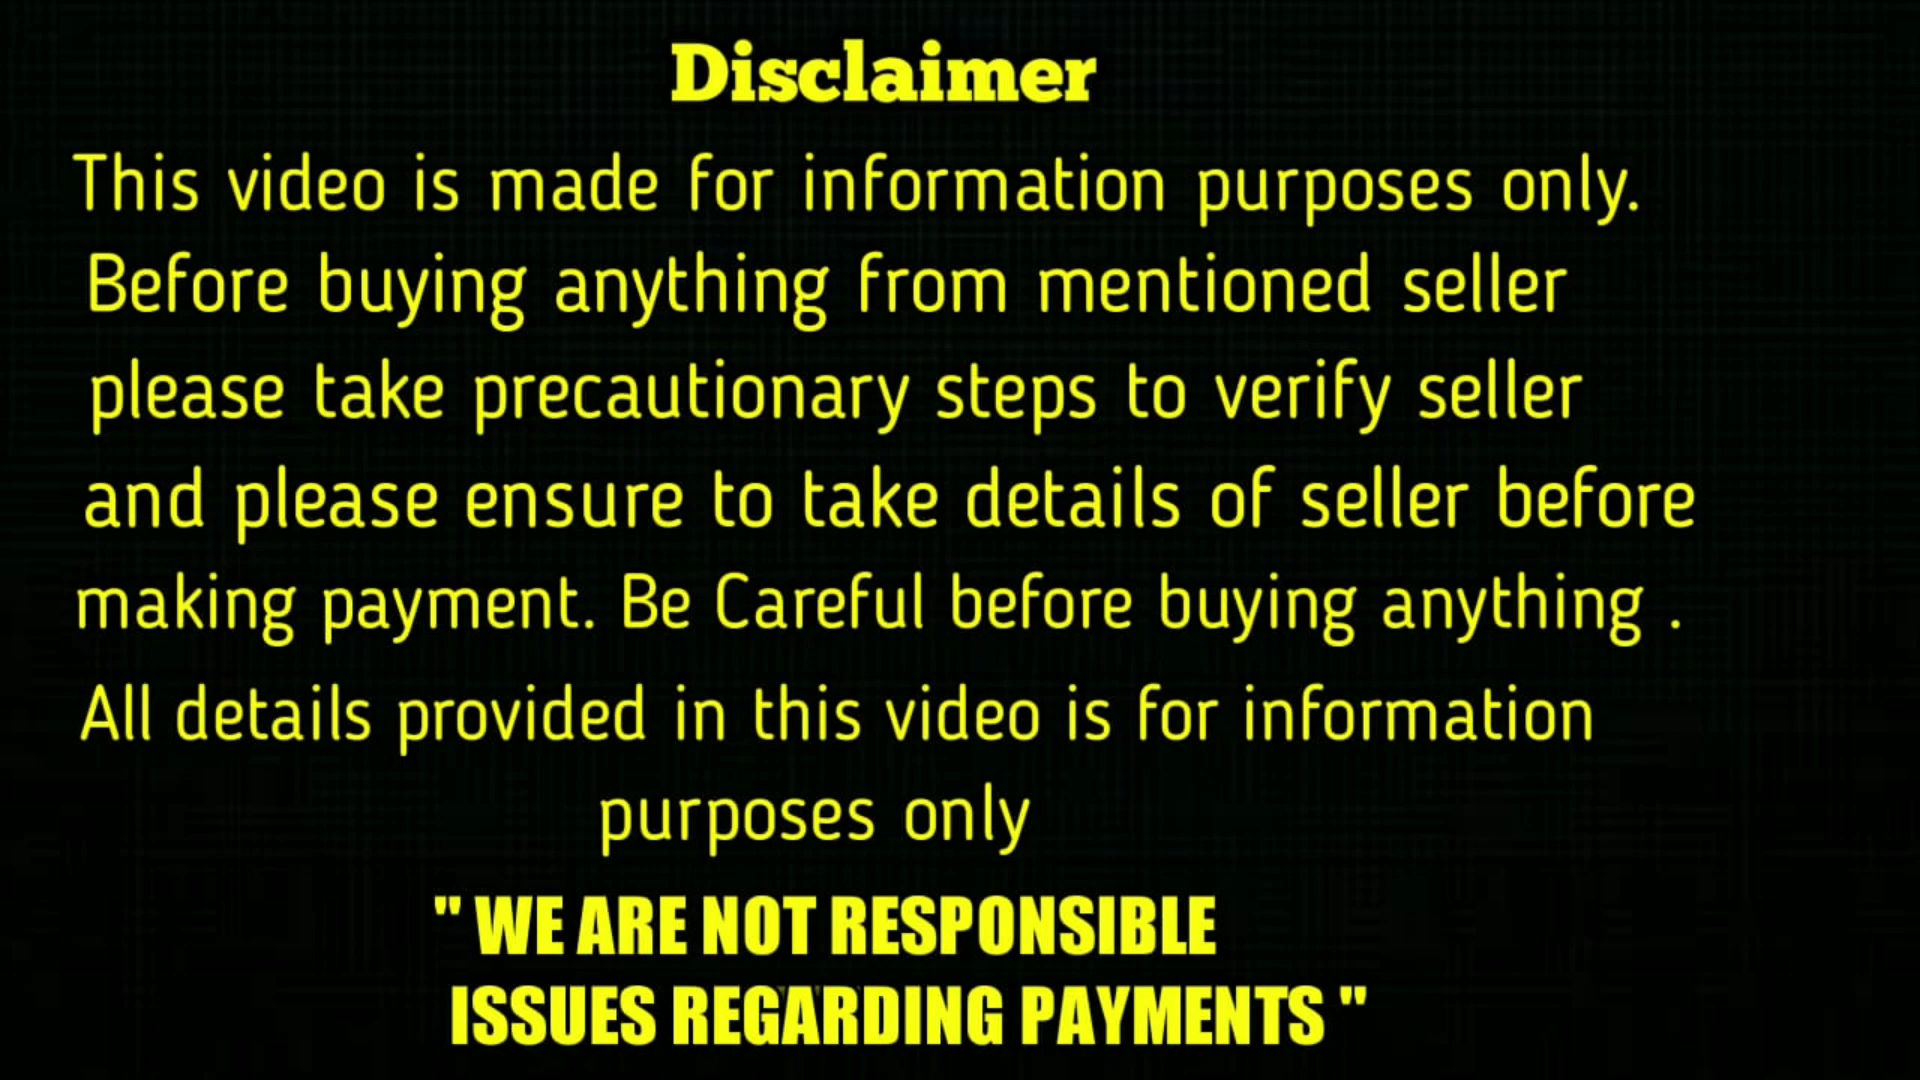 Disclaimer
This video is made for information purposes only.
Before buying anything from mentioned seller
please take precautionary steps to verify seller
and please ensure to take details of seller before
making payment. Be Careful before buying anything .
All details provided in this video is for information
purposes only
" WE ARE NOT RESPONSIBLE
ISSUES REGARDING PAYMENTS "